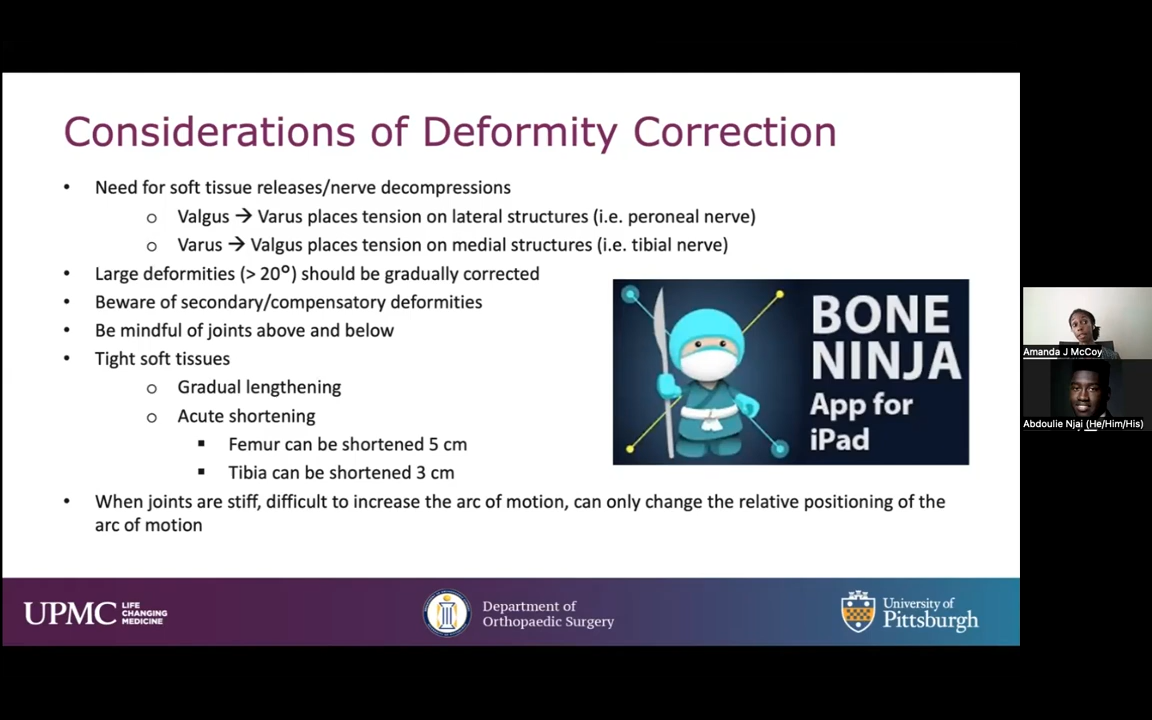 Considerations of Deformity Correction
• Need for soft tissue releases/nerve decompressions
o Valgus → Varus places tension on lateral structures (i.e. peroneal nerve)
o Varus → Valgus places tension on medial structures (i.e. tibial nerve)
• Large deformities (> 20°) should be gradually corrected
• Beware of secondary/compensatory deformities
• Be mindful of joints above and below
• Tight soft tissues
o Gradual lengthening
o Acute shortening
▪ Femur can be shortened 5 cm
▪ Tibia can be shortened 3 cm
• When joints are stiff, difficult to increase the arc of motion, can only change the relative positioning of the
arc of motion
BONE
NINJA
App for
iPad
Amanda J McCoy
Abdoulie Njai (He/Him/His)
UPMC LIFE
CHANGING
MEDICINE
Department of
Orthopaedic Surgery
University of
Pittsburgh